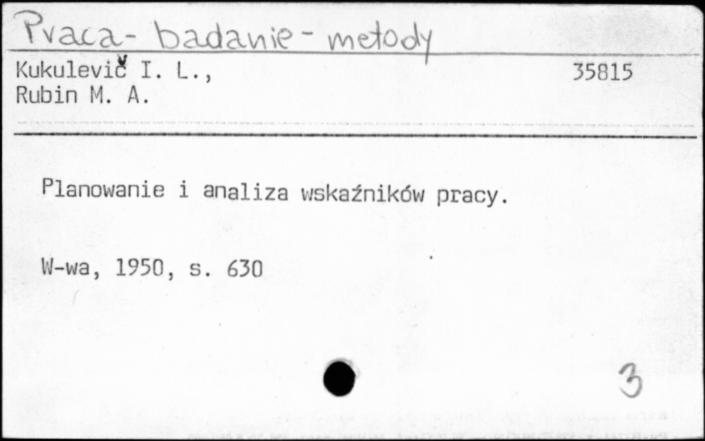 Praca - badanie - metody
Kukulevič I. L., 35815
Rubin M. A.
Planowanie i analiza wskaźników pracy.
W-wa, 1950, s. 630
3